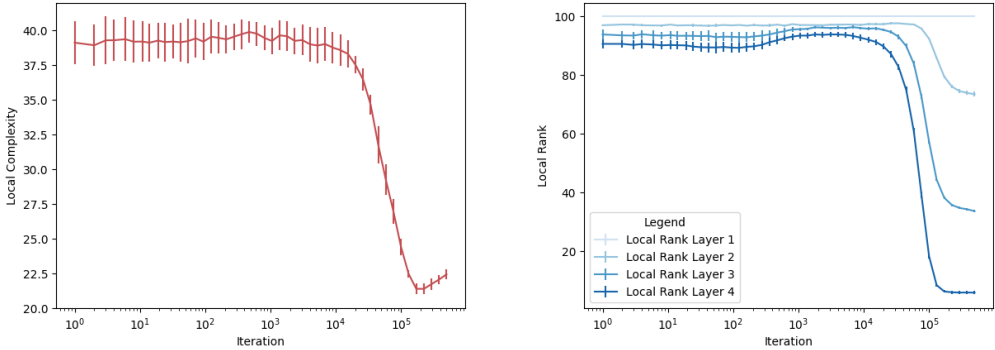 40.0
37.5
35.0
32.5
30.0
27.5
25.0
22.5
20.0
Local Complexity
10⁰ 10¹ 10² 10³ 10⁴ 10⁵
Iteration
100
80
60
40
20
Local Rank
Legend
Local Rank Layer 1
Local Rank Layer 2
Local Rank Layer 3
Local Rank Layer 4
10⁰ 10¹ 10² 10³ 10⁴ 10⁵
Iteration